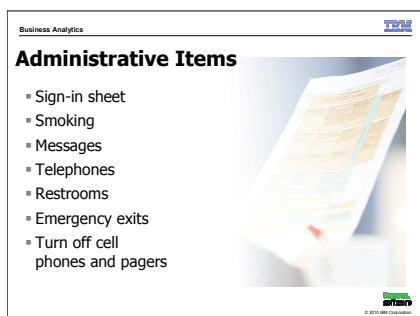 Business Analytics
IBM
Administrative Items
Sign-in sheet
Smoking
Messages
Telephones
Restrooms
Emergency exits
Turn off cell
phones and pagers
software
© 2010 IBM Corporation